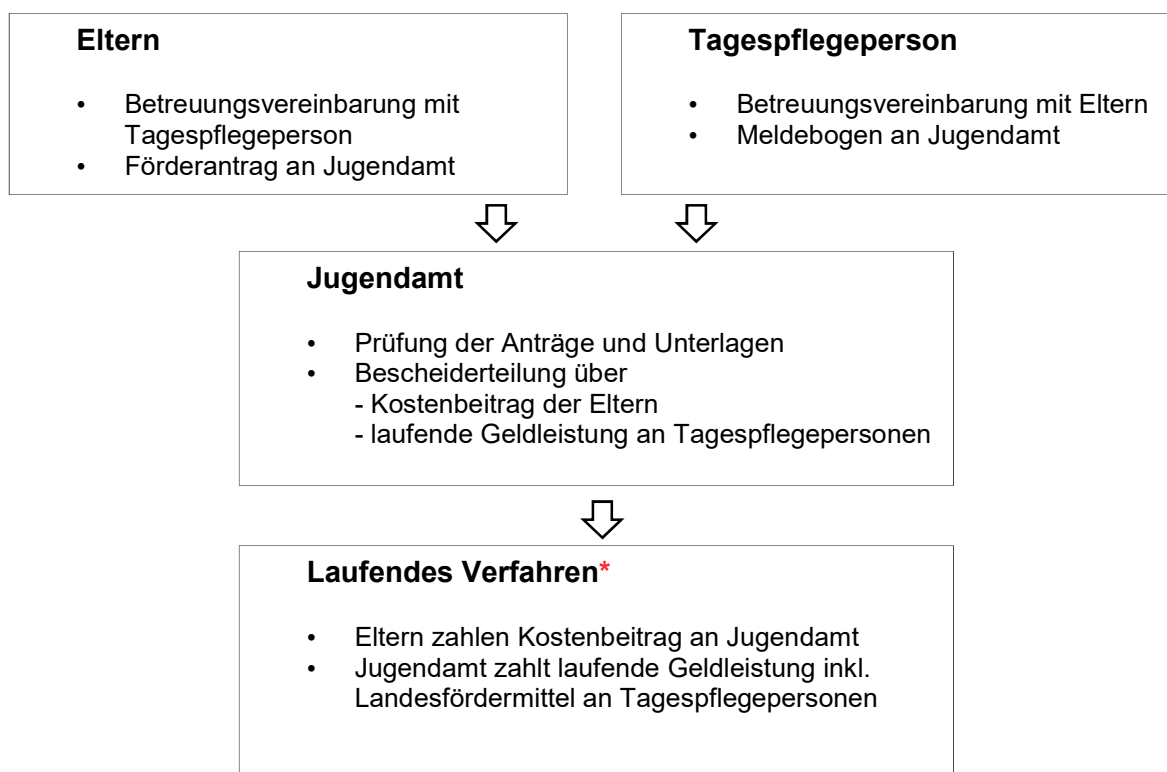 Eltern
• Betreuungsvereinbarung mit
Tagespflegeperson
• Förderantrag an Jugendamt
Tagespflegeperson
• Betreuungsvereinbarung mit Eltern
• Meldebogen an Jugendamt
Jugendamt
• Prüfung der Anträge und Unterlagen
• Bescheiderteilung über
- Kostenbeitrag der Eltern
- laufende Geldleistung an Tagespflegepersonen
Laufendes Verfahren*
• Eltern zahlen Kostenbeitrag an Jugendamt
• Jugendamt zahlt laufende Geldleistung inkl.
Landesfördermittel an Tagespflegepersonen